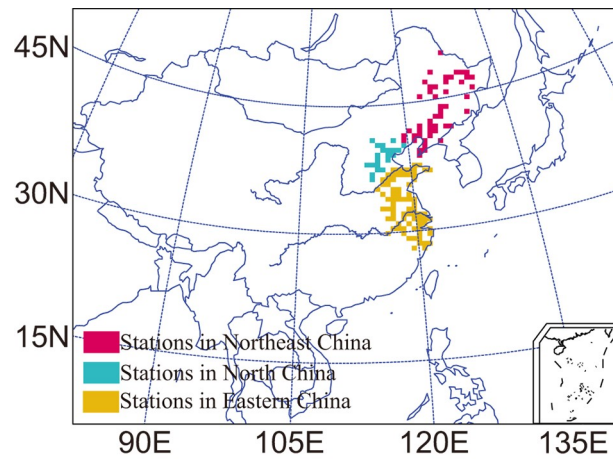 45N
30N
15N
Stations in Northeast China
Stations in North China
Stations in Eastern China
90E 105E 120E 135E